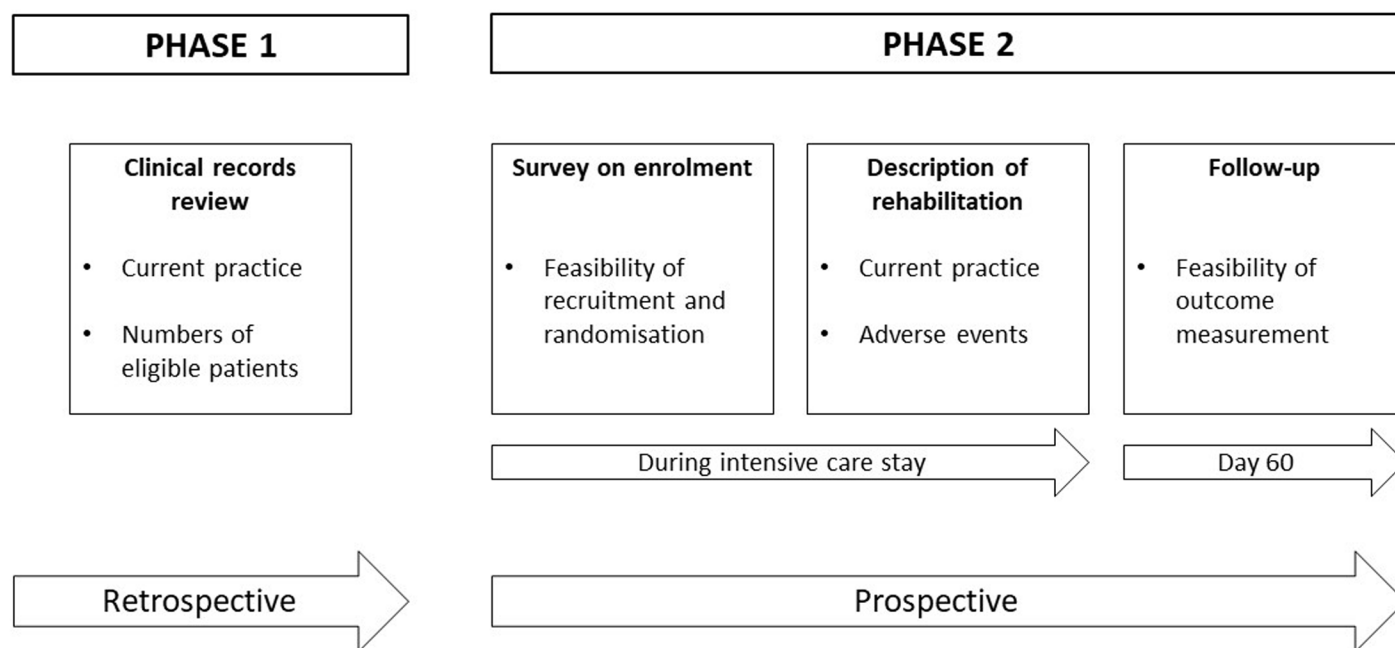 PHASE 1
PHASE 2
Clinical records
review
• Current practice
• Numbers of
eligible patients
Survey on enrolment
• Feasibility of
recruitment and
randomisation
Description of
rehabilitation
• Current practice
• Adverse events
Follow-up
• Feasibility of
outcome
measurement
During intensive care stay
Day 60
Retrospective
Prospective